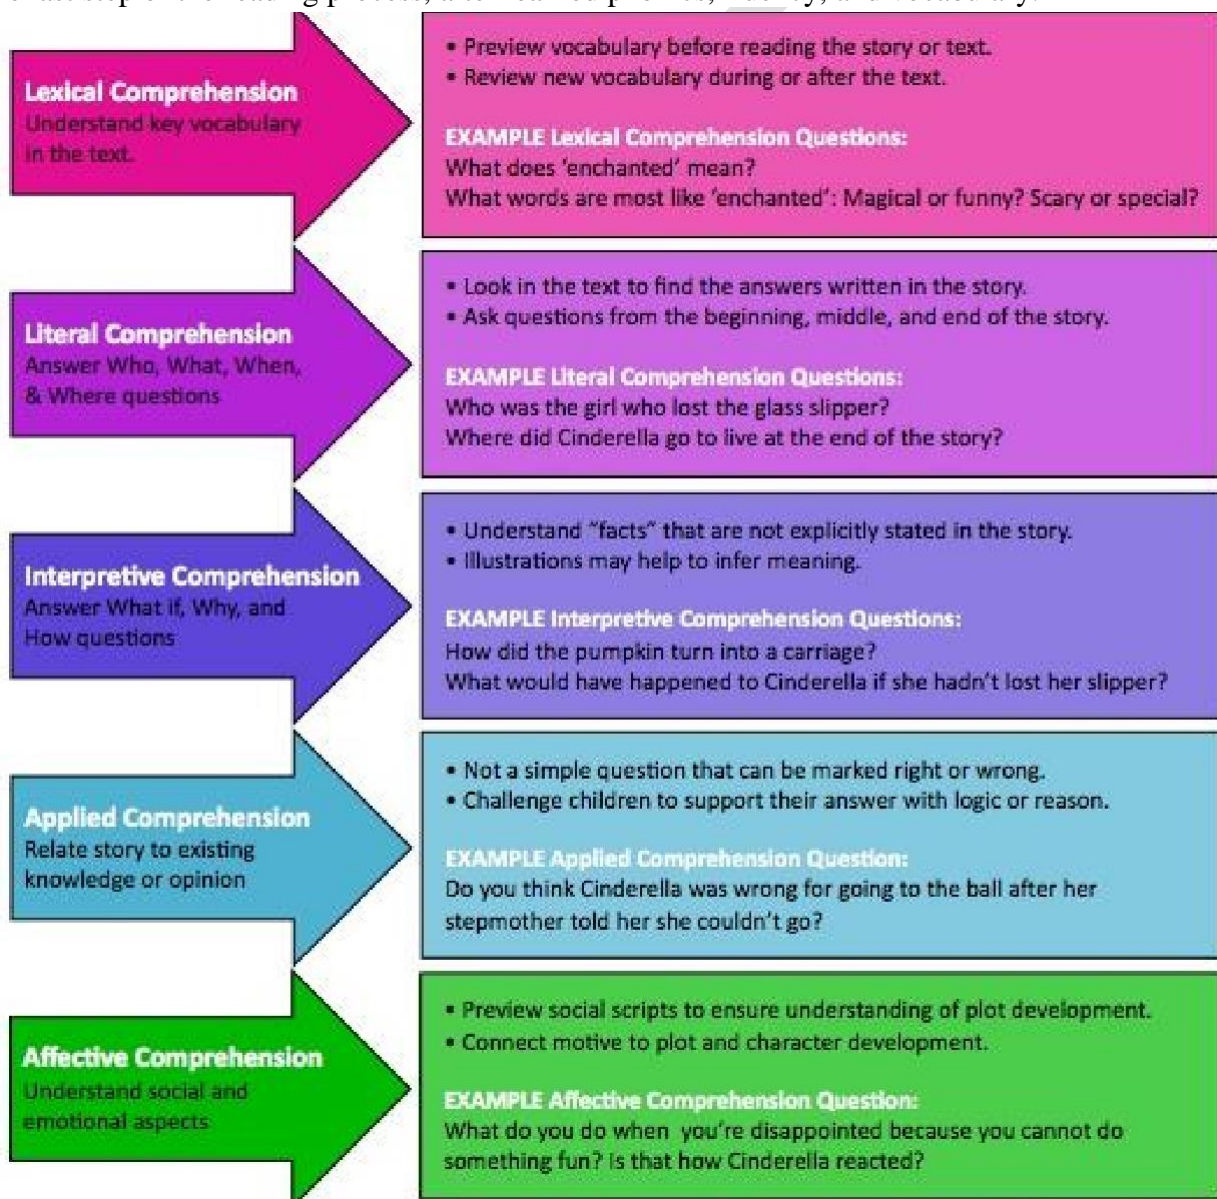 Lexical Comprehension
Understand key vocabulary
in the text.
• Preview vocabulary before reading the story or text.
• Review new vocabulary during or after the text.
EXAMPLE Lexical Comprehension Questions:
What does ‘enchanted’ mean?
What words are most like ‘enchanted’: Magical or funny? Scary or special?
Literal Comprehension
Answer Who, What, When,
& Where questions
• Look in the text to find the answers written in the story.
• Ask questions from the beginning, middle, and end of the story.
EXAMPLE Literal Comprehension Questions:
Who was the girl who lost the glass slipper?
Where did Cinderella go to live at the end of the story?
Interpretive Comprehension
Answer What if, Why, and
How questions
• Understand “facts” that are not explicitly stated in the story.
• Illustrations may help to infer meaning.
EXAMPLE Interpretive Comprehension Questions:
How did the pumpkin turn into a carriage?
What would have happened to Cinderella if she hadn’t lost her slipper?
Applied Comprehension
Relate story to existing
knowledge or opinion
• Not a simple question that can be marked right or wrong.
• Challenge children to support their answer with logic or reason.
EXAMPLE Applied Comprehension Question:
Do you think Cinderella was wrong for going to the ball after her
stepmother told her she couldn’t go?
Affective Comprehension
Understand social and
emotional aspects
• Preview social scripts to ensure understanding of plot development.
• Connect motive to plot and character development.
EXAMPLE Affective Comprehension Question:
What do you do when you’re disappointed because you cannot do
something fun? Is that how Cinderella reacted?